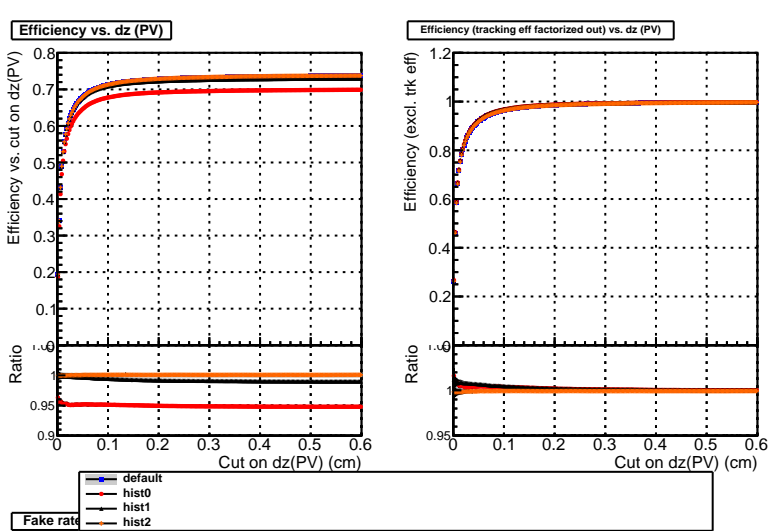 Efficiency vs. dz (PV)
Efficiency vs. cut on dz(PV)
0.8
0.7
0.6
0.5
0.4
0.3
0.2
0.1
0
Ratio
1
0.95
0.9
0 0.1 0.2 0.3 0.4 0.5 0.6
Cut on dz(PV) (cm)
Efficiency (tracking eff factorized out) vs. dz (PV)
Efficiency (excl. trk eff)
1.2
1
0.8
0.6
0.4
0.2
0
Ratio
1
0.95
0 0.1 0.2 0.3 0.4 0.5 0.6
Cut on dz(PV) (cm)
default
hist0
hist1
hist2
Fake rate